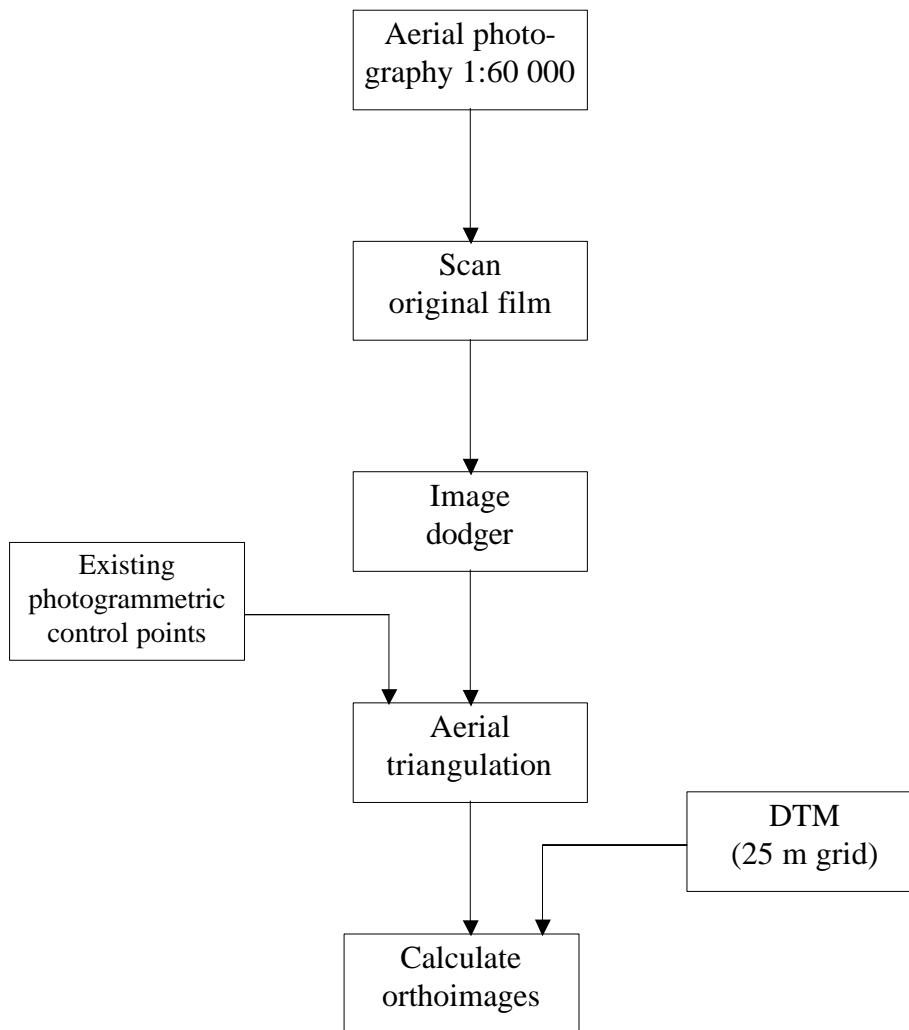 Aerial photo-
graphy 1:60 000
Scan
original film
Image
dodger
Existing
photogrammetric
control points
Aerial
triangulation
DTM
(25 m grid)
Calculate
orthoimages